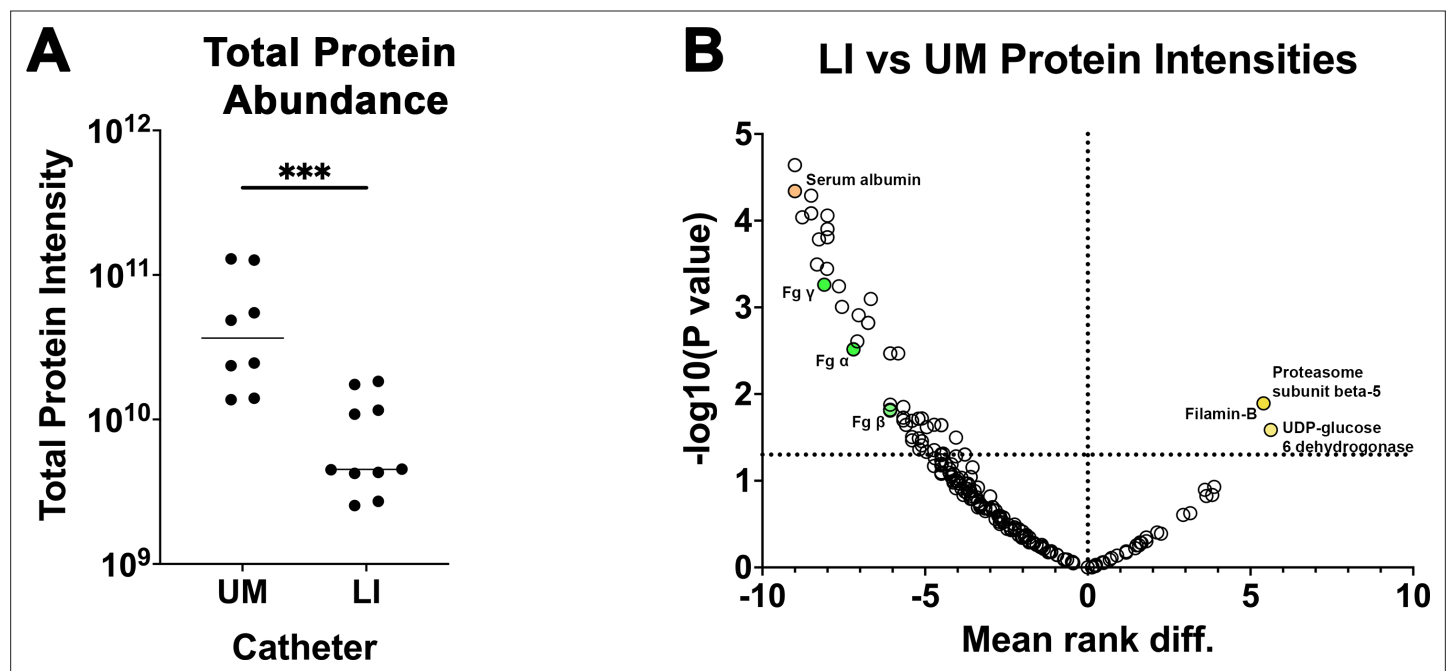 A
Total Protein
Abundance
Total Protein Intensity
10¹²
10¹¹
10¹⁰
10⁹
***
UM
LI
Catheter
B
LI vs UM Protein Intensities
-log10(P value)
5
4
3
2
1
0
Serum albumin
Fg γ
Fg α
Fg β
Proteasome
subunit beta-5
Filamin-B
UDP-glucose
6 dehydrogonase
-10
-5
0
5
10
Mean rank diff.